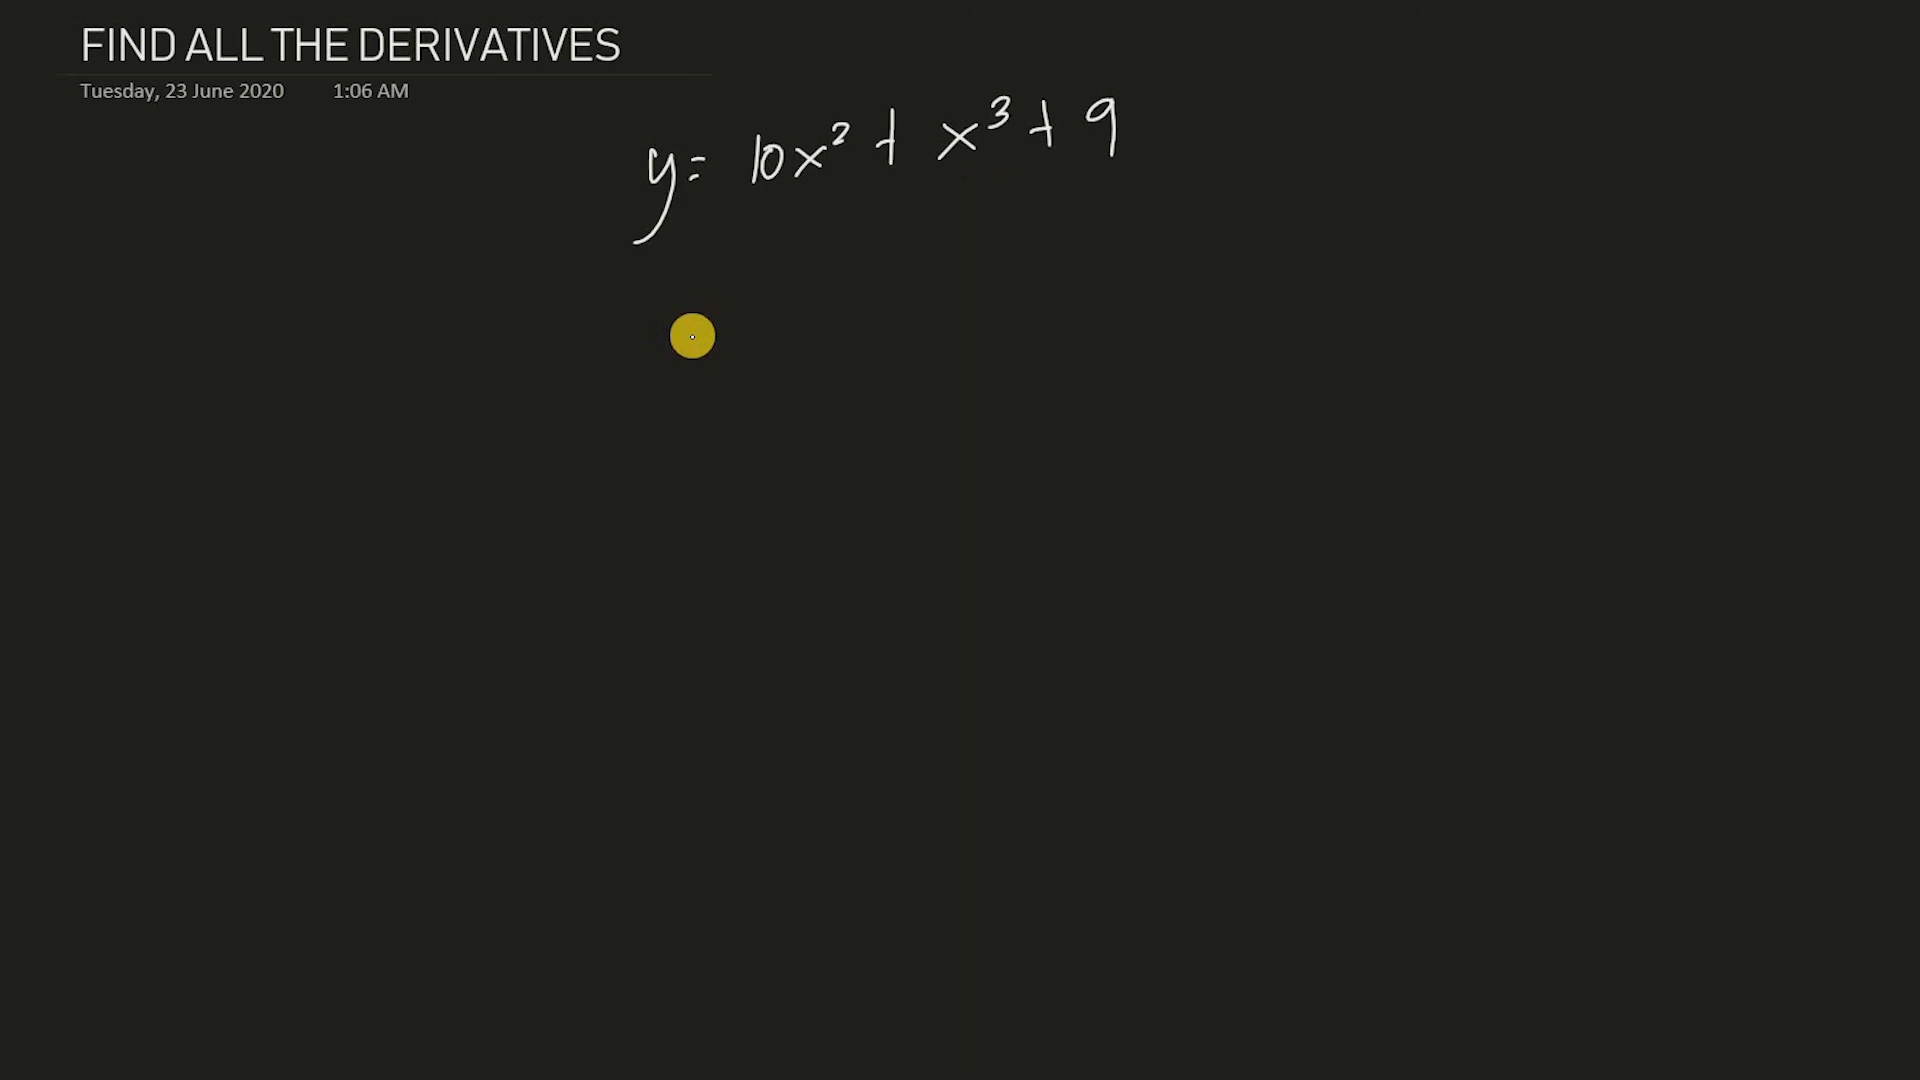 FIND ALL THE DERIVATIVES
Tuesday, 23 June 2020 1:06 AM
y = 10x² + x³ + 9